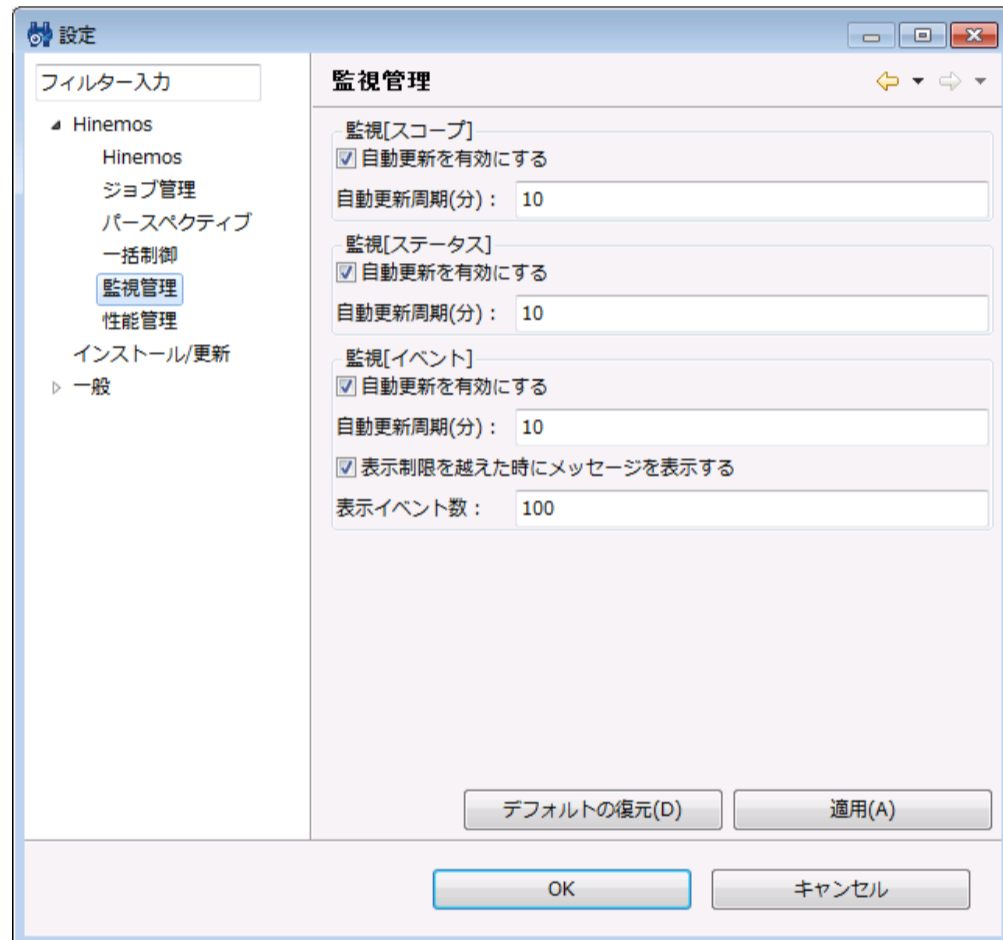 設定
フィルター入力
Hinemos
Hinemos
ジョブ管理
パースペクティブ
一括制御
監視管理
性能管理
インストール/更新
一般
監視管理
監視[スコープ]
自動更新を有効にする
自動更新周期(分)： 10
監視[ステータス]
自動更新を有効にする
自動更新周期(分)： 10
監視[イベント]
自動更新を有効にする
自動更新周期(分)： 10
表示制限を越えた時にメッセージを表示する
表示イベント数： 100
デフォルトの復元(D) 適用(A)
OK キャンセル